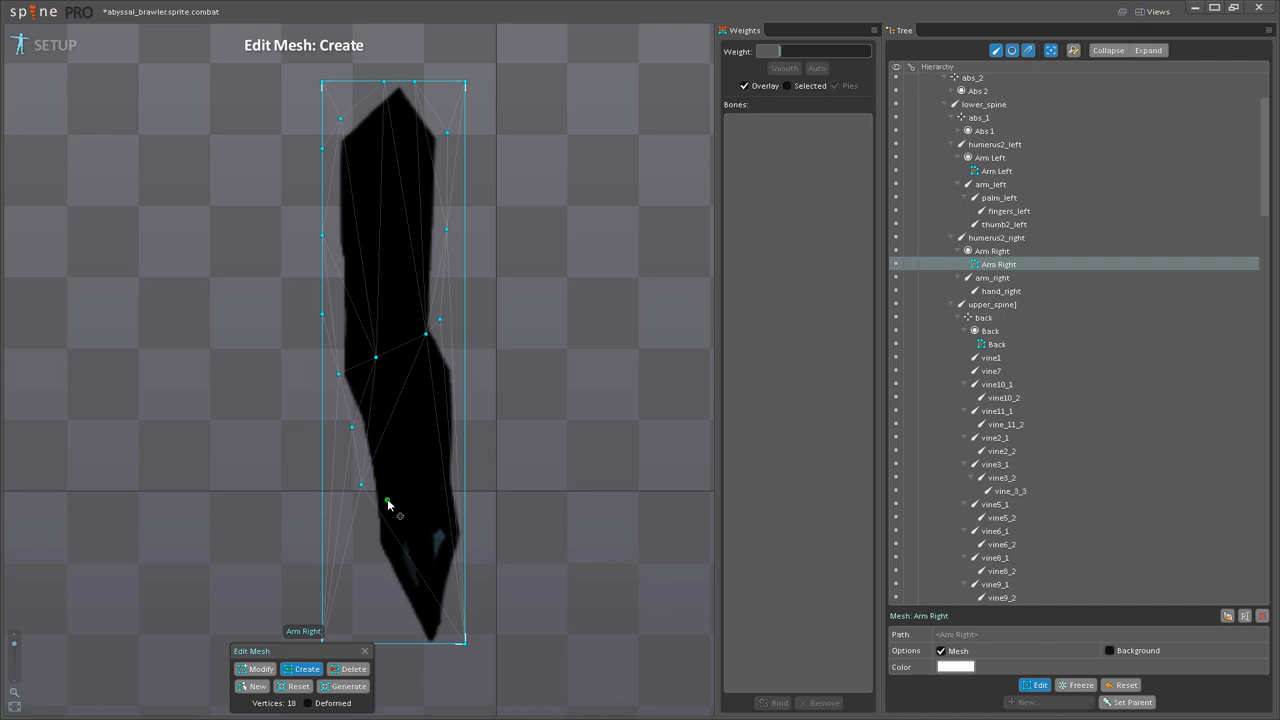 spine PRO
*abyssal_brawler.sprite.combat
Views
SETUP
Edit Mesh: Create
Weights
Weight:
Smooth
Auto
Overlay
Selected
Pies
Bones:
Bind
Remove
Tree
Collapse
Expand
Hierarchy
abs_2
Abs 2
lower_spine
abs_1
Abs 1
humerus2_left
Arm Left
Arm Left
arm_left
palm_left
fingers_left
thumb2_left
humerus2_right
Arm Right
Arm Right
arm_right
hand_right
upper_spine]
back
Back
Back
vine1
vine7
vine10_1
vine10_2
vine11_1
vine_11_2
vine2_1
vine2_2
vine3_1
vine3_2
vine_3_3
vine5_1
vine5_2
vine6_1
vine6_2
vine8_1
vine8_2
vine9_1
vine9_2
Mesh: Arm Right
Path
<Arm Right>
Options
Mesh
Background
Color
Edit
Freeze
Reset
New...
Set Parent
Arm Right
Edit Mesh
Modify
Create
Delete
New
Reset
Generate
Vertices: 18
Deformed